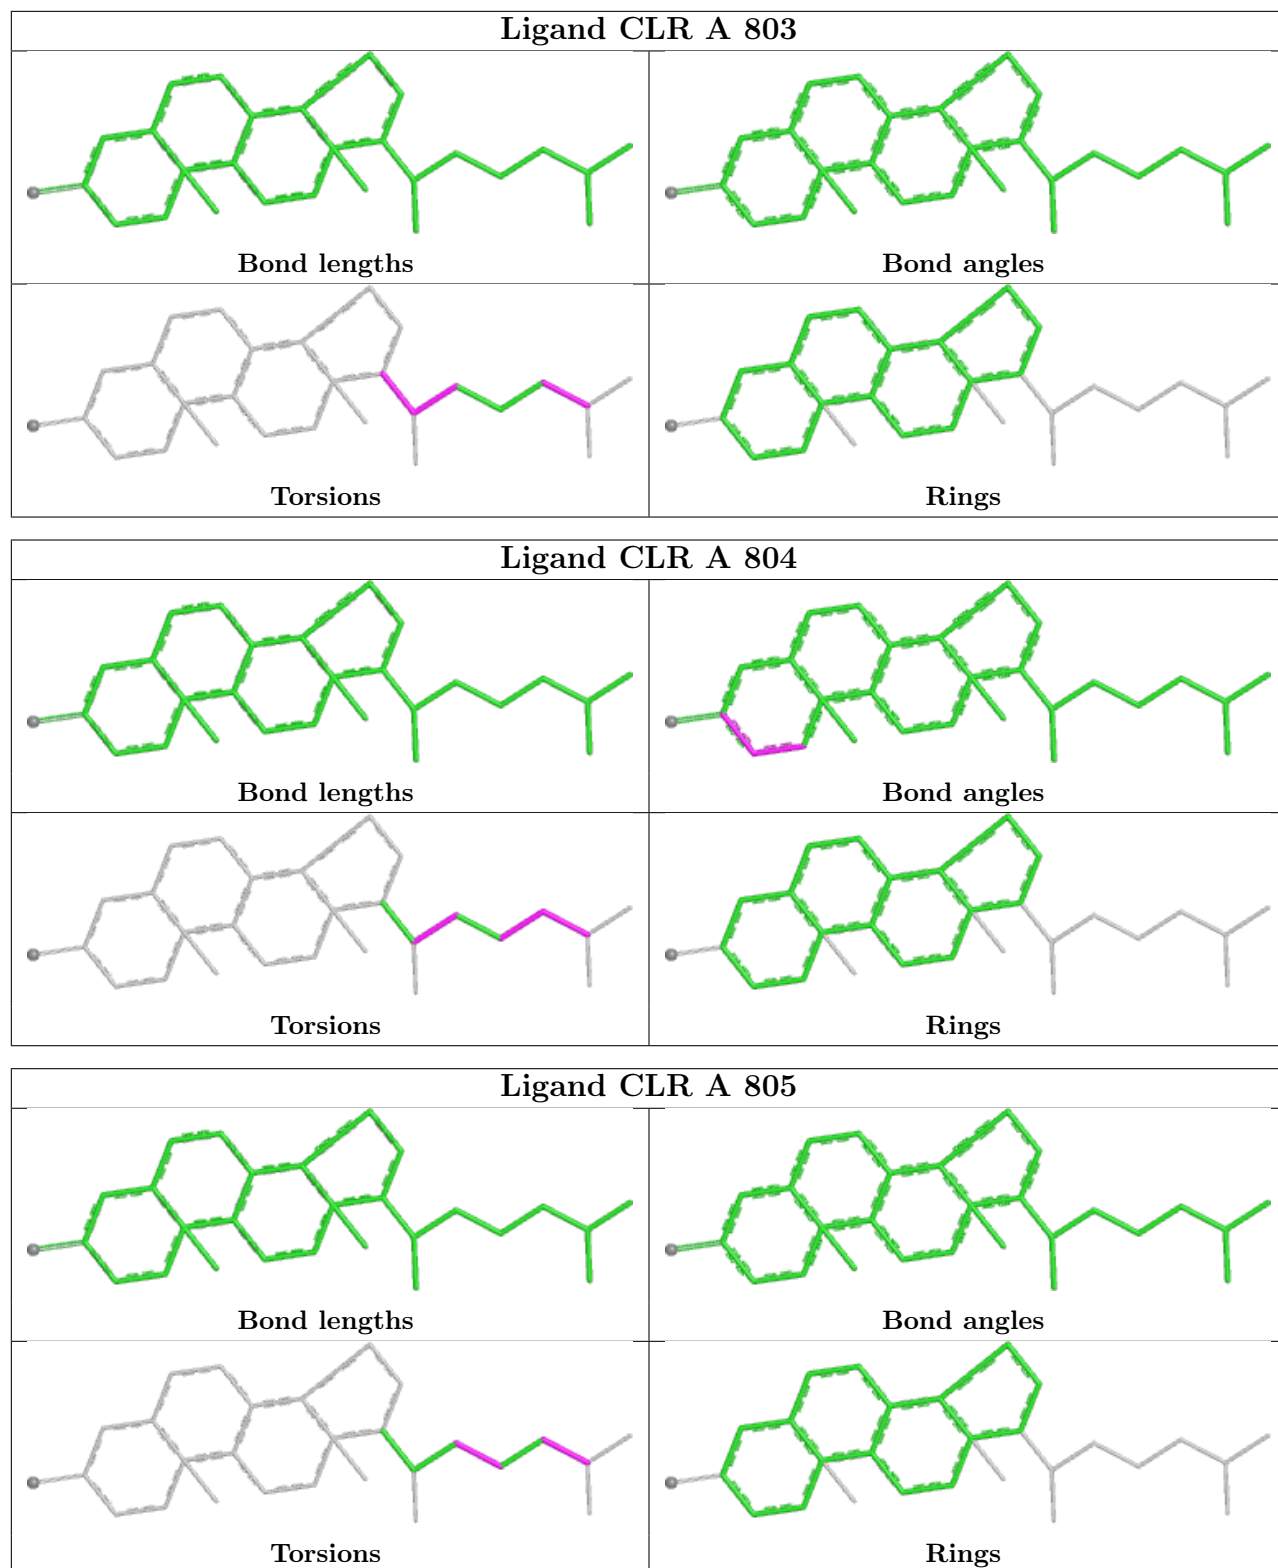 Ligand CLR A 803
Bond lengths
Bond angles
Torsions
Rings
Ligand CLR A 804
Bond lengths
Bond angles
Torsions
Rings
Ligand CLR A 805
Bond lengths
Bond angles
Torsions
Rings